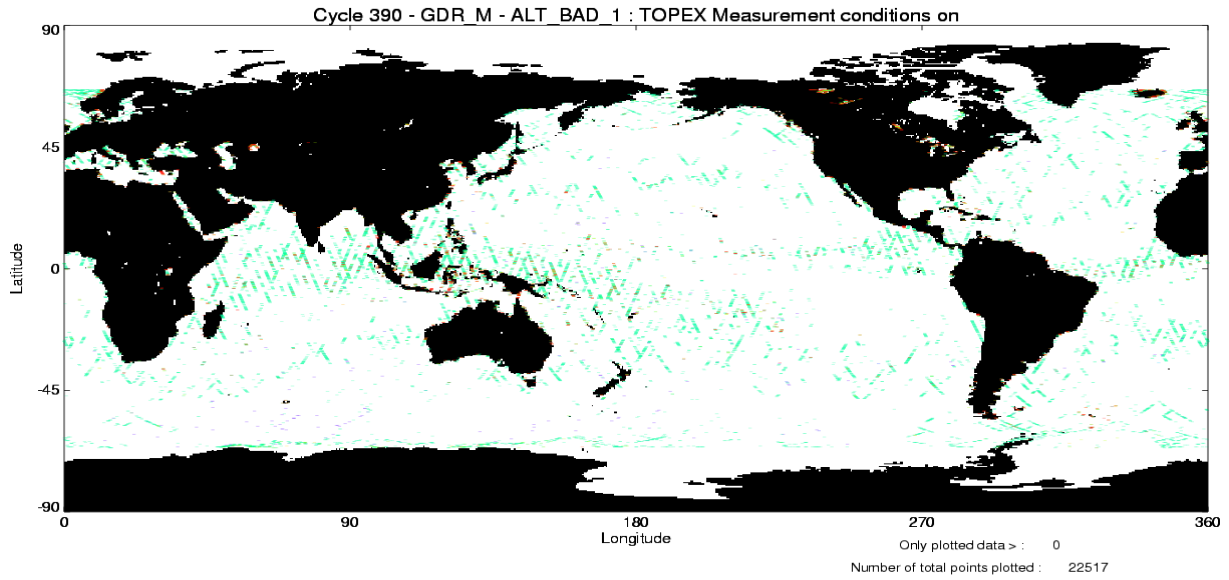 Cycle 390 - GDR_M - ALT_BAD_1 : TOPEX Measurement conditions on
90
45
0
-45
-90
Latitude
0 90 180 270 360
Longitude
Only plotted data > : 0
Number of total points plotted : 22517